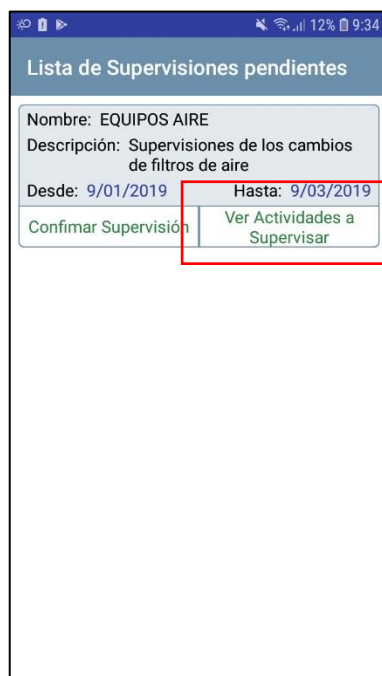 12% 9:34
Lista de Supervisiones pendientes
Nombre: EQUIPOS AIRE
Descripción: Supervisiones de los cambios
de filtros de aire
Desde: 9/01/2019 Hasta: 9/03/2019
Confimar Supervisión Ver Actividades a
Supervisar